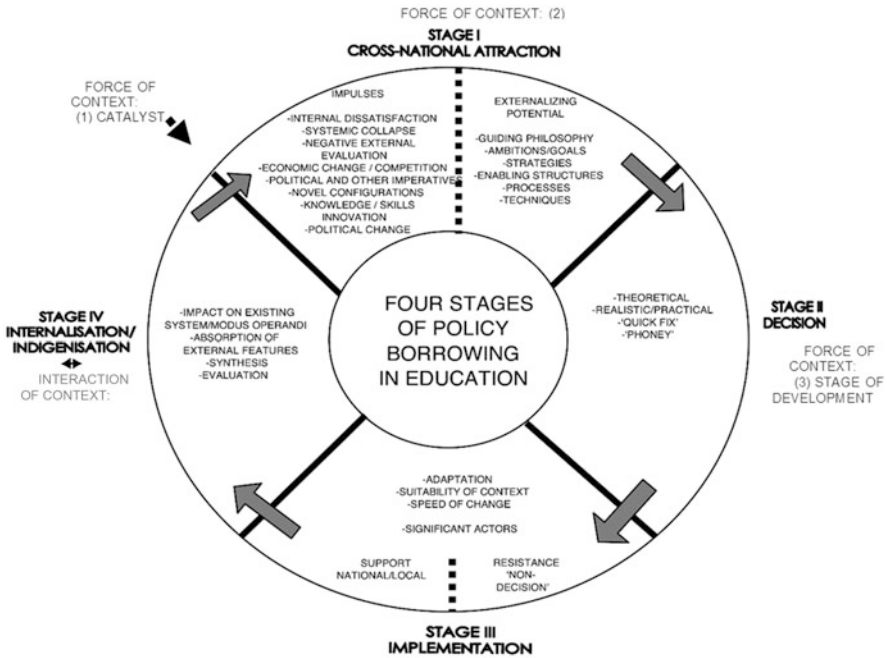 FORCE OF CONTEXT: (2)
STAGE I
CROSS-NATIONAL ATTRACTION
FORCE OF
CONTEXT:
(1) CATALYST
IMPULSES
-INTERNAL DISSATISFACTION
-SYSTEMIC COLLAPSE
-NEGATIVE EXTERNAL
EVALUATION
-ECONOMIC CHANGE / COMPETITION
-POLITICAL AND OTHER IMPERATIVES
-NOVEL CONFIGURATIONS
-KNOWLEDGE / SKILLS
INNOVATION
-POLITICAL CHANGE
EXTERNALIZING
POTENTIAL
-GUIDING PHILOSOPHY
-AMBITIONS/GOALS
-STRATEGIES
-ENABLING STRUCTURES
-PROCESSES
-TECHNIQUES
FOUR STAGES
OF POLICY
BORROWING
IN EDUCATION
-THEORETICAL
-REALISTIC/PRACTICAL
-'QUICK FIX'
-'PHONEY'
STAGE II
DECISION
FORCE OF
CONTEXT:
(3) STAGE OF
DEVELOPMENT
-ADAPTATION
-SUITABILITY OF CONTEXT
-SPEED OF CHANGE
-SIGNIFICANT ACTORS
SUPPORT
NATIONAL/LOCAL
RESISTANCE
'NON-
DECISION'
STAGE III
IMPLEMENTATION
STAGE IV
INTERNALISATION/
INDIGENISATION
INTERACTION
OF CONTEXT:
-IMPACT ON EXISTING
SYSTEM/MODUS OPERANDI
-ABSORPTION OF
EXTERNAL FEATURES
-SYNTHESIS
-EVALUATION